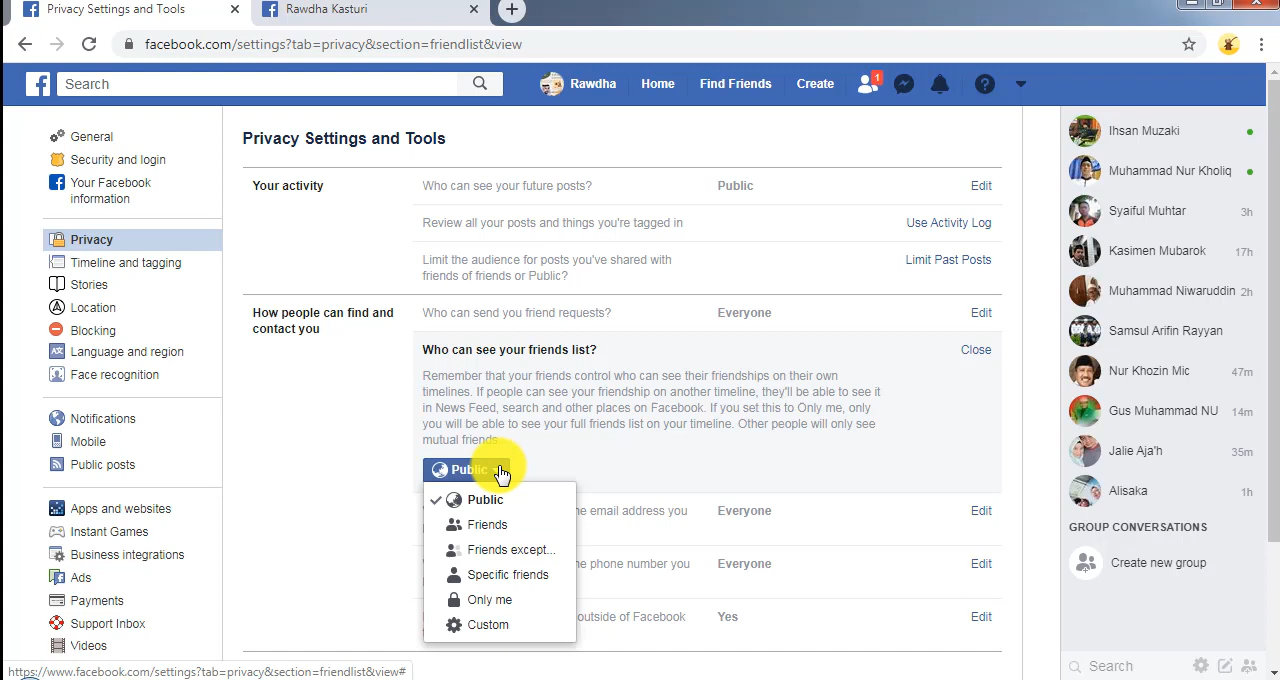 Privacy Settings and Tools
Rawdha Kasturi
facebook.com/settings?tab=privacy&section=friendlist&view
Search
Rawdha
Home
Find Friends
Create
1
General
Security and login
Your Facebook
information
Privacy
Timeline and tagging
Stories
Location
Blocking
Language and region
Face recognition
Notifications
Mobile
Public posts
Apps and websites
Instant Games
Business integrations
Ads
Payments
Support Inbox
Videos
Privacy Settings and Tools
Your activity
Who can see your future posts?
Public
Edit
Review all your posts and things you're tagged in
Use Activity Log
Limit the audience for posts you've shared with
friends of friends or Public?
Limit Past Posts
How people can find and
contact you
Who can send you friend requests?
Everyone
Edit
Who can see your friends list?
Close
Remember that your friends control who can see their friendships on their own
timelines. If people can see your friendship on another timeline, they'll be able to see it
in News Feed, search and other places on Facebook. If you set this to Only me, only
you will be able to see your full friends list on your timeline. Other people will only see
mutual friends.
Public
Public
Friends
Friends except...
Specific friends
Only me
Custom
email address you
Everyone
Edit
phone number you
Everyone
Edit
outside of Facebook
Yes
Edit
Ihsan Muzaki
Muhammad Nur Kholiq
Syaiful Muhtar
3h
Kasimen Mubarok
17h
Muhammad Niwaruddin
2h
Samsul Arifin Rayyan
Nur Khozin Mic
47m
Gus Muhammad NU
14m
Jalie Aja'h
35m
Alisaka
1h
GROUP CONVERSATIONS
Create new group
Search
https://www.facebook.com/settings?tab=privacy&section=friendlist&view#